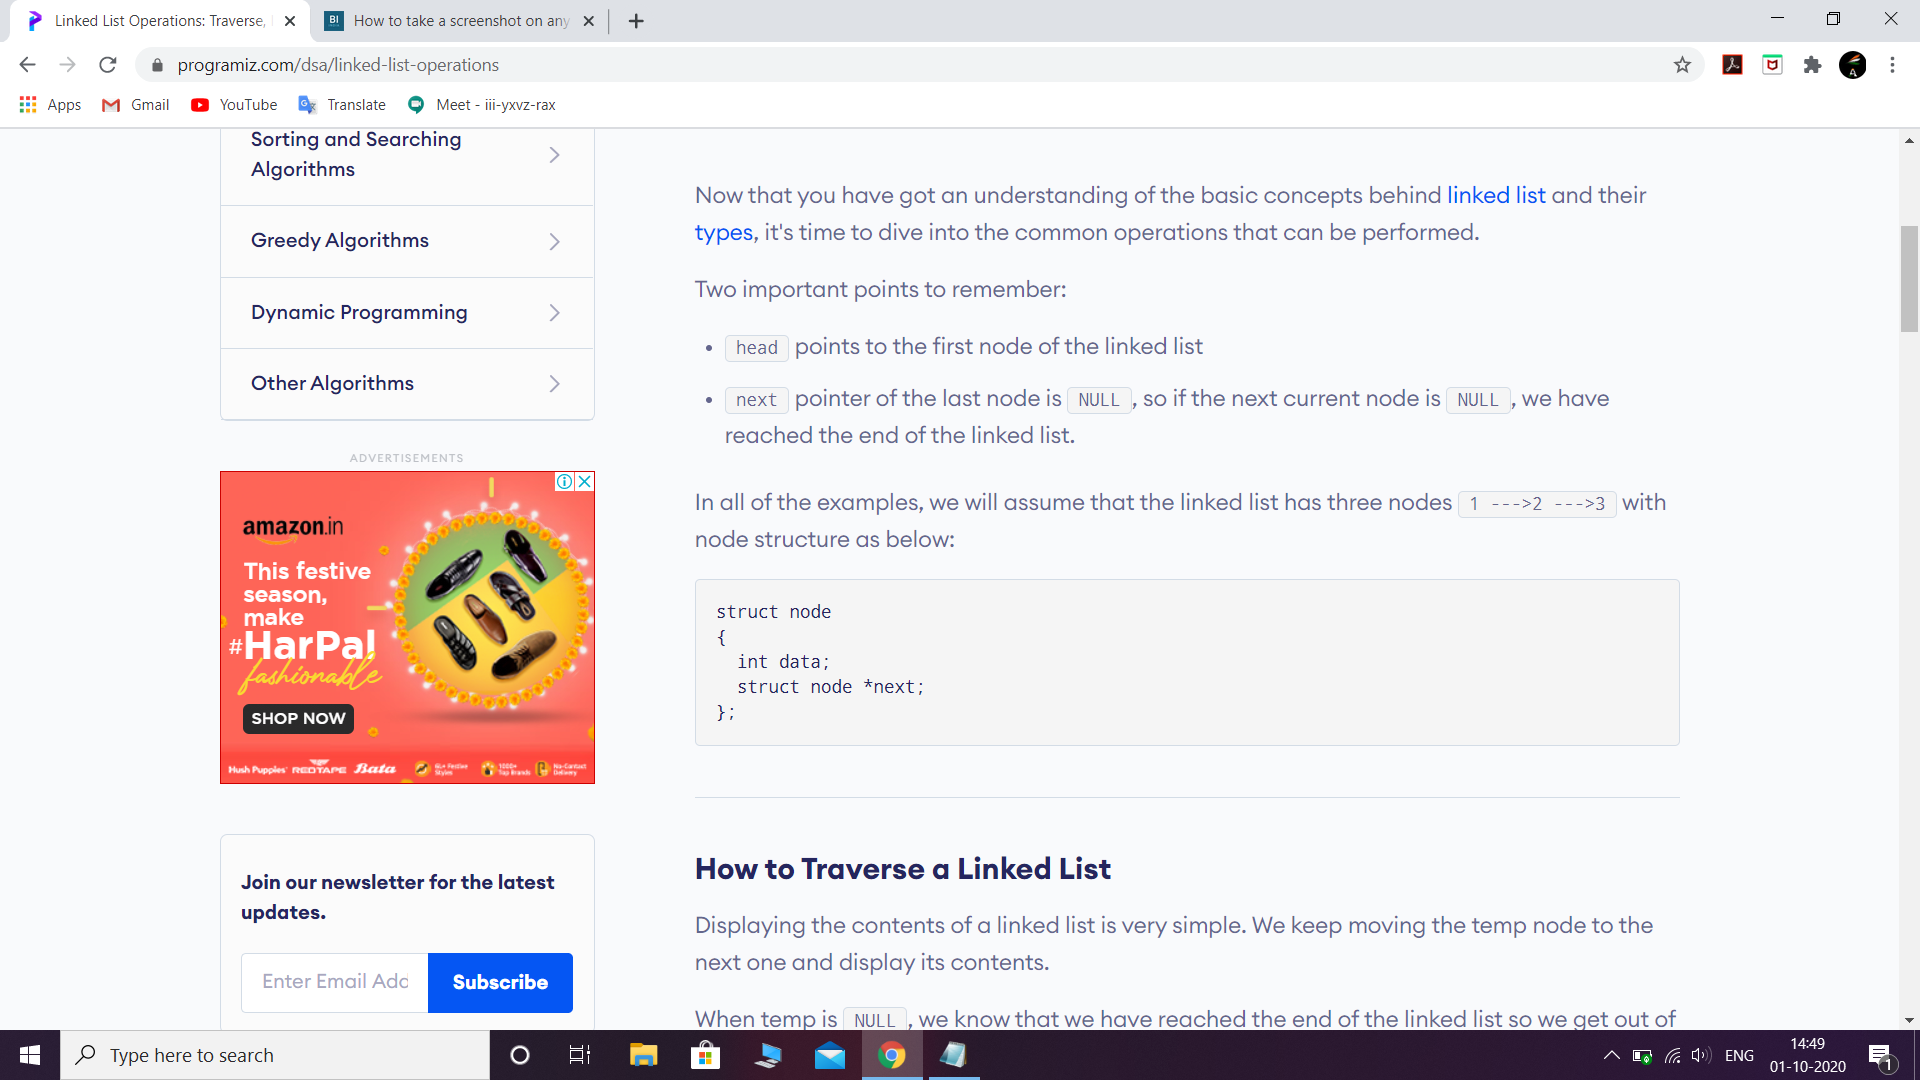 Linked List Operations: Traverse,
How to take a screenshot on any
programiz.com/dsa/linked-list-operations
Apps
Gmail
YouTube
Translate
Meet - iii-yxvz-rax
Sorting and Searching
Algorithms
Greedy Algorithms
Dynamic Programming
Other Algorithms
ADVERTISEMENTS
amazon.in
This festive
season,
make
#HarPal
fashionable
SHOP NOW
Hush Puppies REDTAPE Bata 6L+ Festive Styles 1000+ Top Brands No-Contact Delivery
Join our newsletter for the latest
updates.
Enter Email Add
Subscribe
Now that you have got an understanding of the basic concepts behind linked list and their
types, it's time to dive into the common operations that can be performed.
Two important points to remember:
• head points to the first node of the linked list
• next pointer of the last node is NULL, so if the next current node is NULL, we have
reached the end of the linked list.
In all of the examples, we will assume that the linked list has three nodes 1 --->2 --->3 with
node structure as below:
struct node
{
  int data;
  struct node *next;
};
How to Traverse a Linked List
Displaying the contents of a linked list is very simple. We keep moving the temp node to the
next one and display its contents.
When temp is NULL, we know that we have reached the end of the linked list so we get out of
Type here to search
ENG
14:49
01-10-2020
1